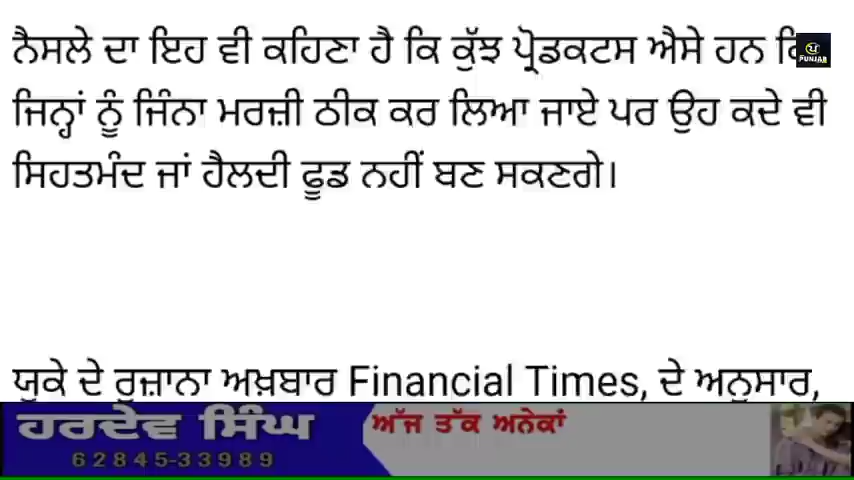 ਨੈਸਲੇ ਦਾ ਇਹ ਵੀ ਕਹਿਣਾ ਹੈ ਕਿ ਕੁੱਝ ਪ੍ਰੋਡਕਟਸ ਐਸੇ ਹਨ
PUNJAB
ਜਿਨ੍ਹਾਂ ਨੂੰ ਜਿੰਨਾ ਮਰਜ਼ੀ ਠੀਕ ਕਰ ਲਿਆ ਜਾਏ ਪਰ ਉਹ ਕਦੇ ਵੀ
ਸਿਹਤਮੰਦ ਜਾਂ ਹੈਲਦੀ ਫੂਡ ਨਹੀਂ ਬਣ ਸਕਣਗੇ।
ਯੂਕੇ ਦੇ ਰੁਜ਼ਾਨਾ ਅਖ਼ਬਾਰ Financial Times, ਦੇ ਅਨੁਸਾਰ,
ਹਰਦੇਵ ਸਿੰਘ
ਅੱਜ ਤੱਕ ਅਨੇਕਾਂ
62845-33989